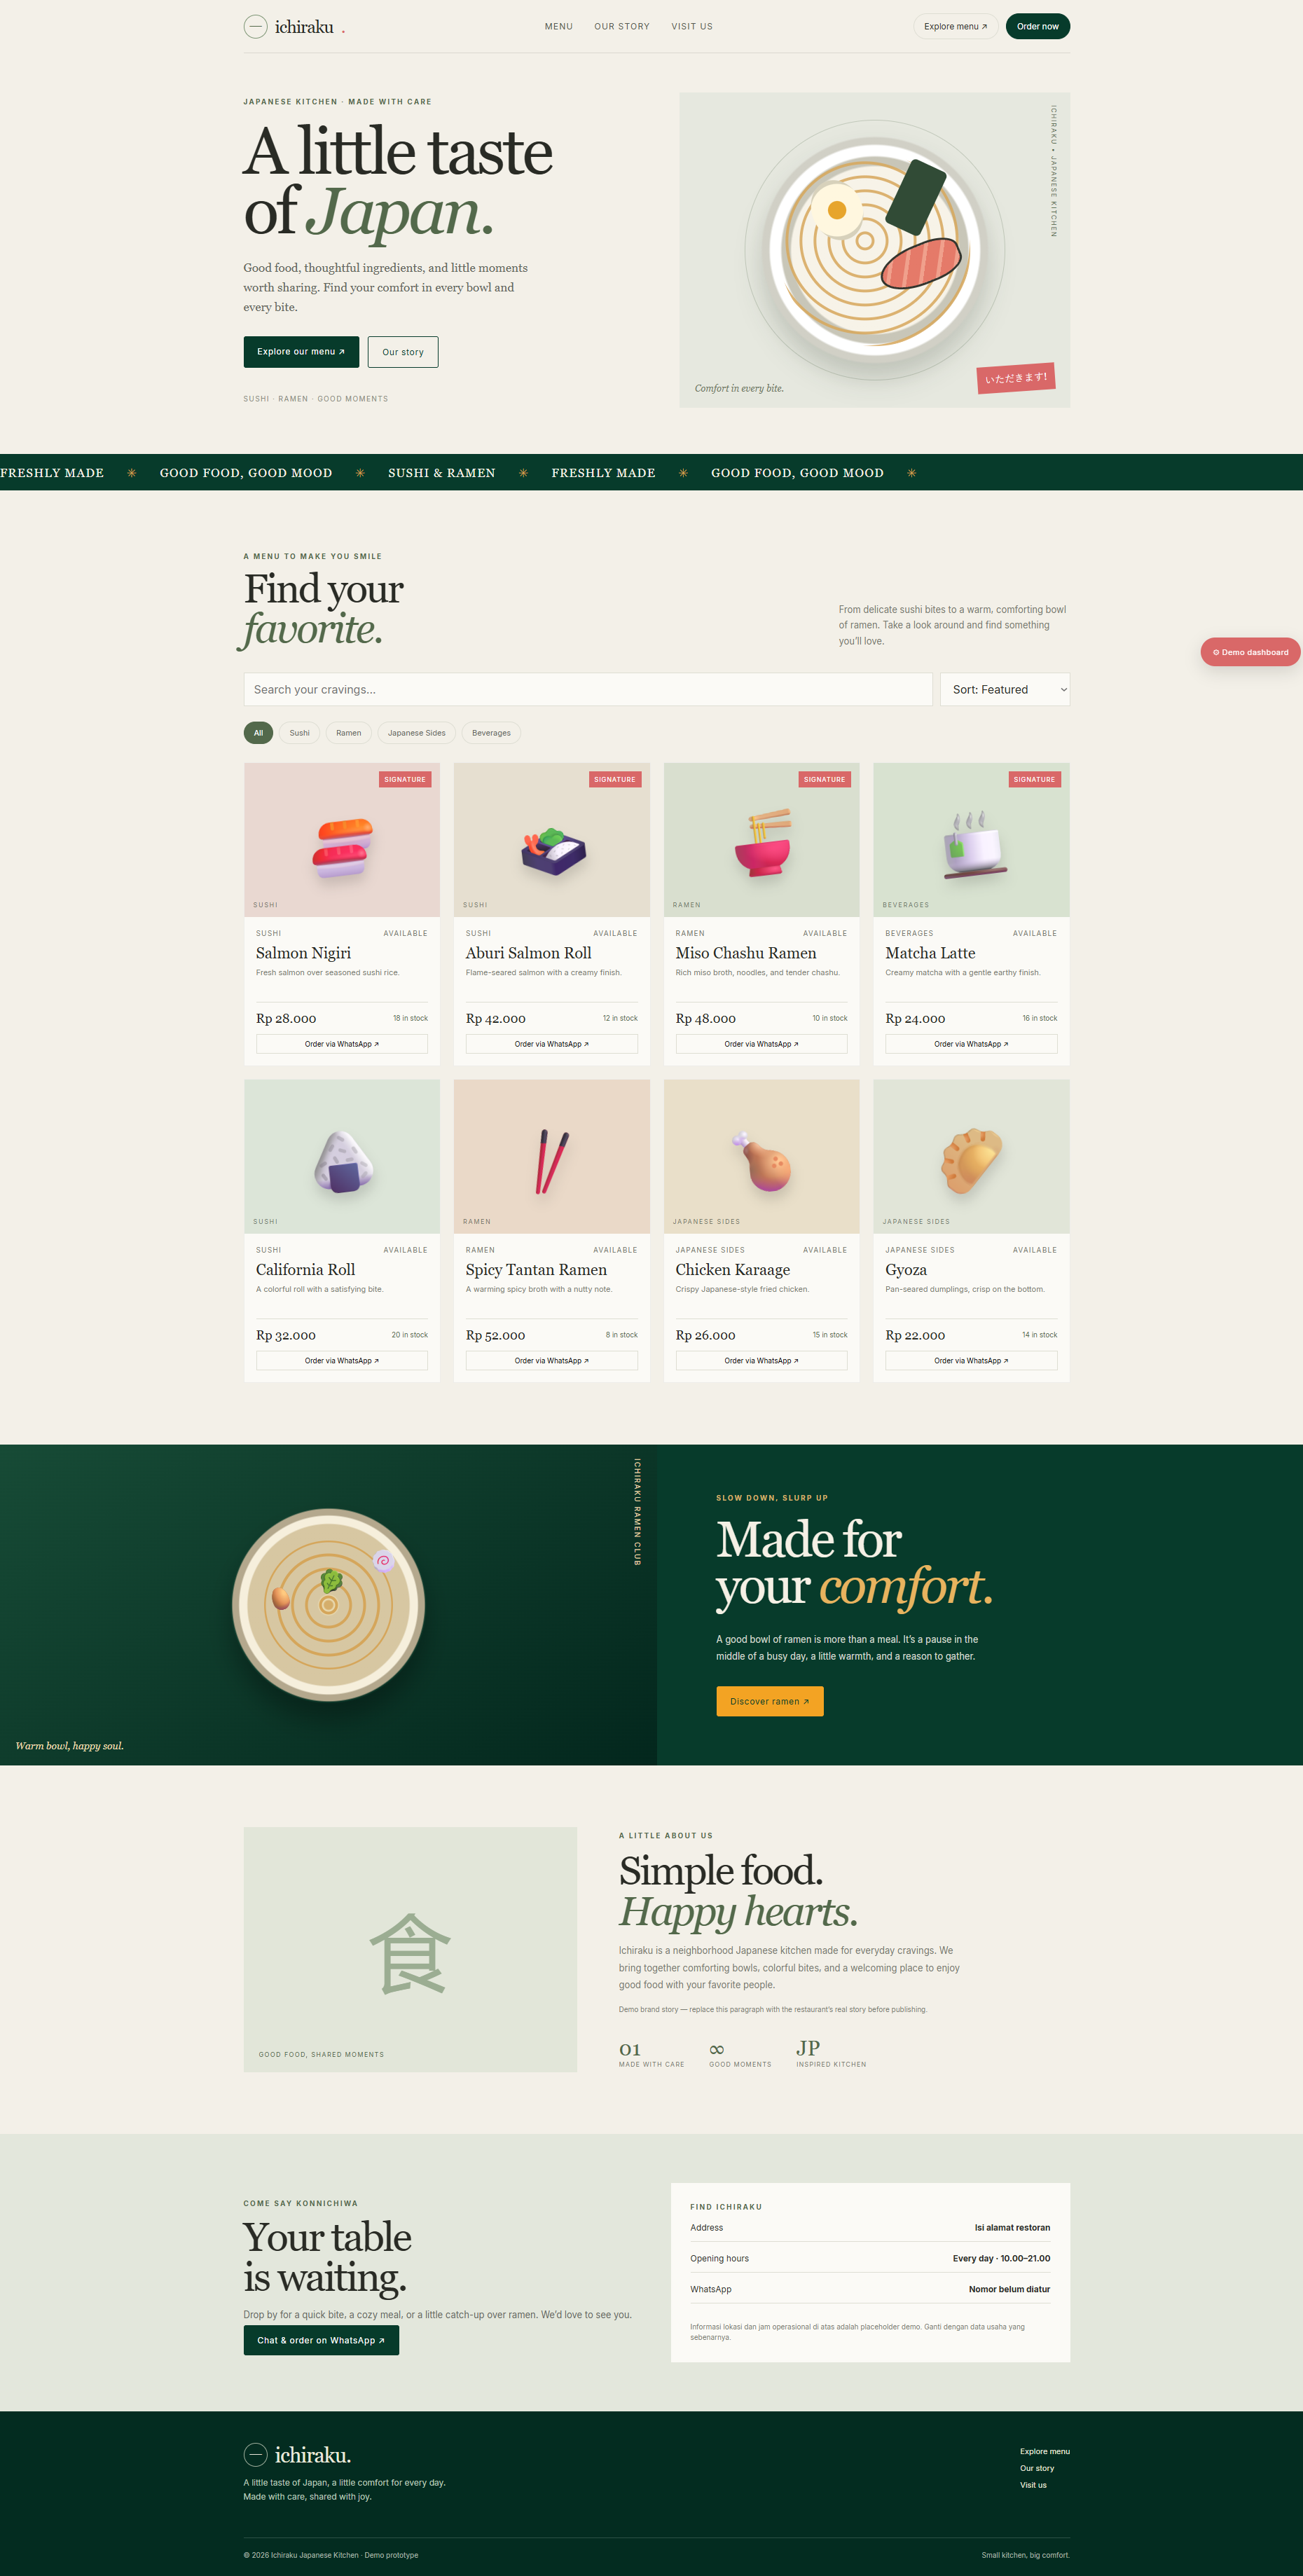 ichiraku.
MENU
OUR STORY
VISIT US
Explore menu ↗
Order now
JAPANESE KITCHEN · MADE WITH CARE
A little taste
of Japan.
Good food, thoughtful ingredients, and little moments
worth sharing. Find your comfort in every bowl and
every bite.
Explore our menu ↗
Our story
SUSHI · RAMEN · GOOD MOMENTS
ICHIRAKU • JAPANESE KITCHEN
Comfort in every bite.
いただきます!
FRESHLY MADE ✳ GOOD FOOD, GOOD MOOD ✳ SUSHI & RAMEN ✳ FRESHLY MADE ✳ GOOD FOOD, GOOD MOOD ✳
A MENU TO MAKE YOU SMILE
Find your
favorite.
From delicate sushi bites to a warm, comforting bowl
of ramen. Take a look around and find something
you'll love.
⚙ Demo dashboard
Search your cravings...
Sort: Featured
All
Sushi
Ramen
Japanese Sides
Beverages
SIGNATURE
SUSHI
SUSHI
AVAILABLE
Salmon Nigiri
Fresh salmon over seasoned sushi rice.
Rp 28.000
18 in stock
Order via WhatsApp ↗
SIGNATURE
SUSHI
SUSHI
AVAILABLE
Aburi Salmon Roll
Flame-seared salmon with a creamy finish.
Rp 42.000
12 in stock
Order via WhatsApp ↗
SIGNATURE
RAMEN
RAMEN
AVAILABLE
Miso Chashu Ramen
Rich miso broth, noodles, and tender chashu.
Rp 48.000
10 in stock
Order via WhatsApp ↗
SIGNATURE
BEVERAGES
BEVERAGES
AVAILABLE
Matcha Latte
Creamy matcha with a gentle earthy finish.
Rp 24.000
16 in stock
Order via WhatsApp ↗
SUSHI
SUSHI
AVAILABLE
California Roll
A colorful roll with a satisfying bite.
Rp 32.000
20 in stock
Order via WhatsApp ↗
RAMEN
RAMEN
AVAILABLE
Spicy Tantan Ramen
A warming spicy broth with a nutty note.
Rp 52.000
8 in stock
Order via WhatsApp ↗
JAPANESE SIDES
JAPANESE SIDES
AVAILABLE
Chicken Karaage
Crispy Japanese-style fried chicken.
Rp 26.000
15 in stock
Order via WhatsApp ↗
JAPANESE SIDES
JAPANESE SIDES
AVAILABLE
Gyoza
Pan-seared dumplings, crisp on the bottom.
Rp 22.000
14 in stock
Order via WhatsApp ↗
ICHIRAKU RAMEN CLUB
Warm bowl, happy soul.
SLOW DOWN, SLURP UP
Made for
your comfort.
A good bowl of ramen is more than a meal. It's a pause in the
middle of a busy day, a little warmth, and a reason to gather.
Discover ramen ↗
食
GOOD FOOD, SHARED MOMENTS
A LITTLE ABOUT US
Simple food.
Happy hearts.
Ichiraku is a neighborhood Japanese kitchen made for everyday cravings. We
bring together comforting bowls, colorful bites, and a welcoming place to enjoy
good food with your favorite people.
Demo brand story — replace this paragraph with the restaurant's real story before publishing.
01
MADE WITH CARE
∞
GOOD MOMENTS
JP
INSPIRED KITCHEN
COME SAY KONNICHIWA
Your table
is waiting.
Drop by for a quick bite, a cozy meal, or a little catch-up over ramen. We'd love to see you.
Chat & order on WhatsApp ↗
FIND ICHIRAKU
Address
Isi alamat restoran
Opening hours
Every day · 10.00–21.00
WhatsApp
Nomor belum diatur
Informasi lokasi dan jam operasional di atas adalah placeholder demo. Ganti dengan data usaha yang
sebenarnya.
ichiraku.
A little taste of Japan, a little comfort for every day.
Made with care, shared with joy.
Explore menu
Our story
Visit us
© 2026 Ichiraku Japanese Kitchen · Demo prototype
Small kitchen, big comfort.